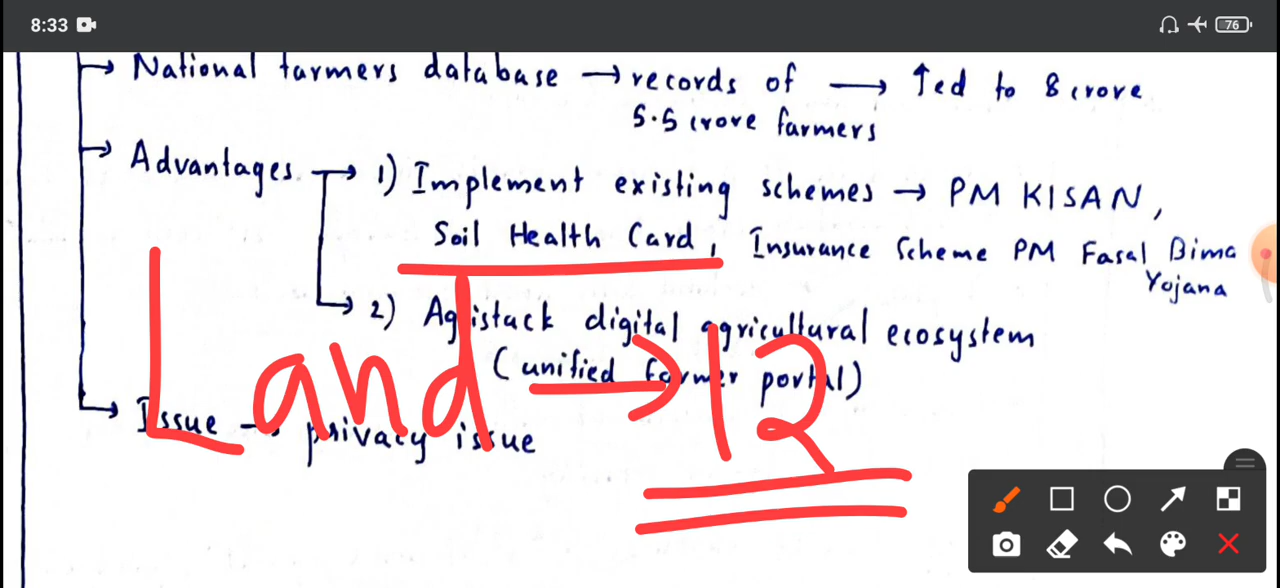 8:33
76
National farmers database → records of → ↑ed to 8 crore
5.5 crore farmers
Advantages → 1) Implement existing schemes → PM KISAN,
Soil Health Card, Insurance Scheme PM Fasal Bima
Yojana
2) Agristack digital agricultural ecosystem
(unified farmer portal)
Issue → privacy issue
Land → 12